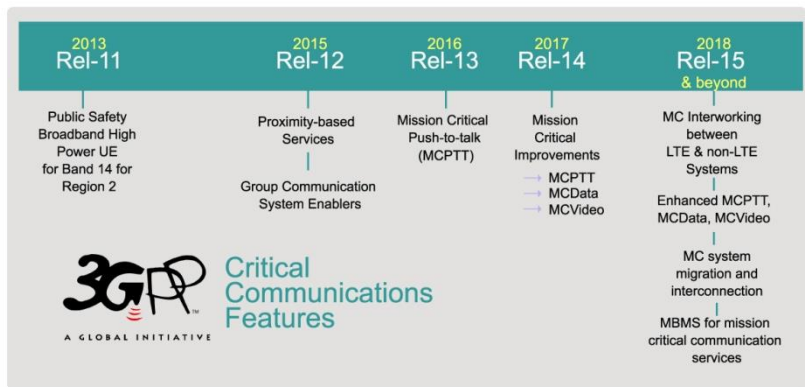 2013
Rel-11
Public Safety
Broadband High
Power UE
for Band 14 for
Region 2
2015
Rel-12
Proximity-based
Services
Group Communication
System Enablers
2016
Rel-13
Mission Critical
Push-to-talk
(MCPTT)
2017
Rel-14
Mission
Critical
Improvements
→ MCPTT
→ MCData
→ MCVideo
2018
Rel-15
& beyond
MC Interworking
between
LTE & non-LTE
Systems
Enhanced MCPTT,
MCData, MCVideo
MC system
migration and
interconnection
MBMS for mission
critical communication
services
3GPP™
A GLOBAL INITIATIVE
Critical
Communications
Features